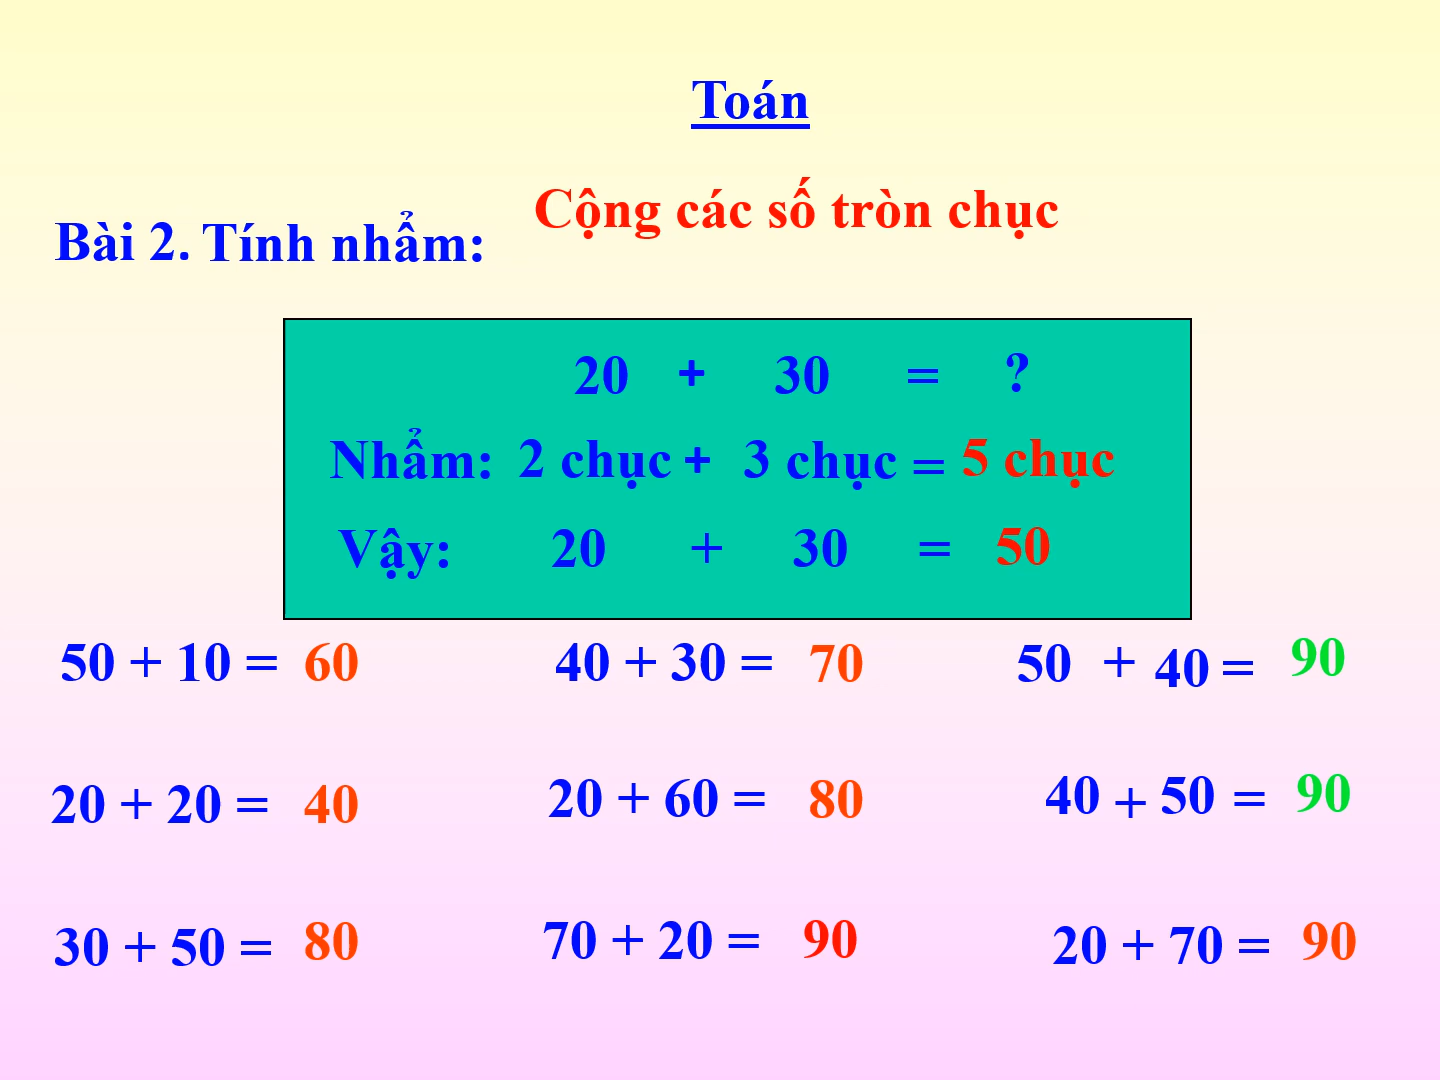 Toán
Cộng các số tròn chục
Bài 2. Tính nhẩm:
20 + 30 = ?
Nhẩm: 2 chục + 3 chục = 5 chục
Vậy: 20 + 30 = 50
50 + 10 = 60 40 + 30 = 70 50 + 40 = 90
20 + 20 = 40 20 + 60 = 80 40 + 50 = 90
30 + 50 = 80 70 + 20 = 90 20 + 70 = 90